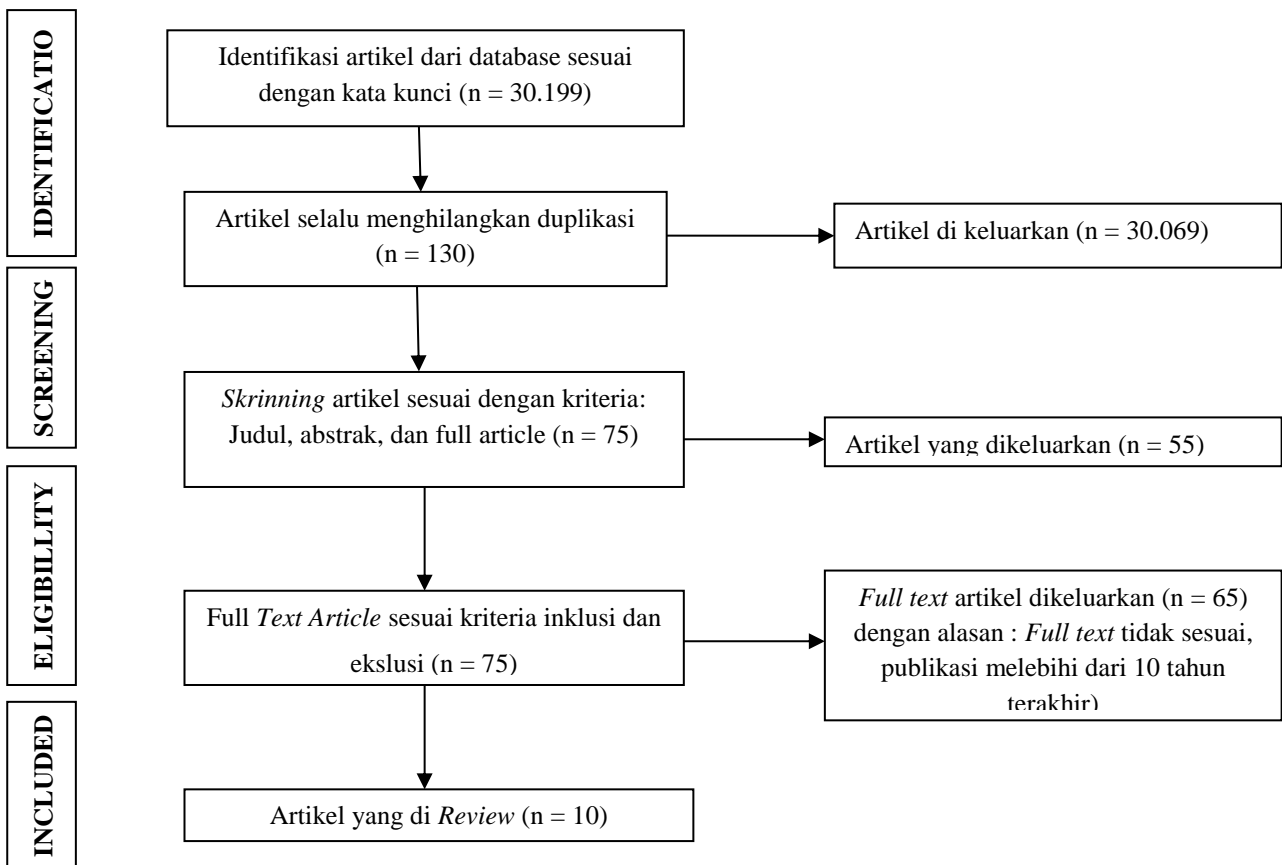 IDENTIFICATIO
Identifikasi artikel dari database sesuai
dengan kata kunci (n = 30.199)
Artikel selalu menghilangkan duplikasi
(n = 130)
Artikel di keluarkan (n = 30.069)
SCREENING
Skrinning artikel sesuai dengan kriteria:
Judul, abstrak, dan full article (n = 75)
Artikel yang dikeluarkan (n = 55)
ELIGIBILLITY
Full Text Article sesuai kriteria inklusi dan
ekslusi (n = 75)
Full text artikel dikeluarkan (n = 65)
dengan alasan : Full text tidak sesuai,
publikasi melebihi dari 10 tahun
terakhir)
INCLUDED
Artikel yang di Review (n = 10)